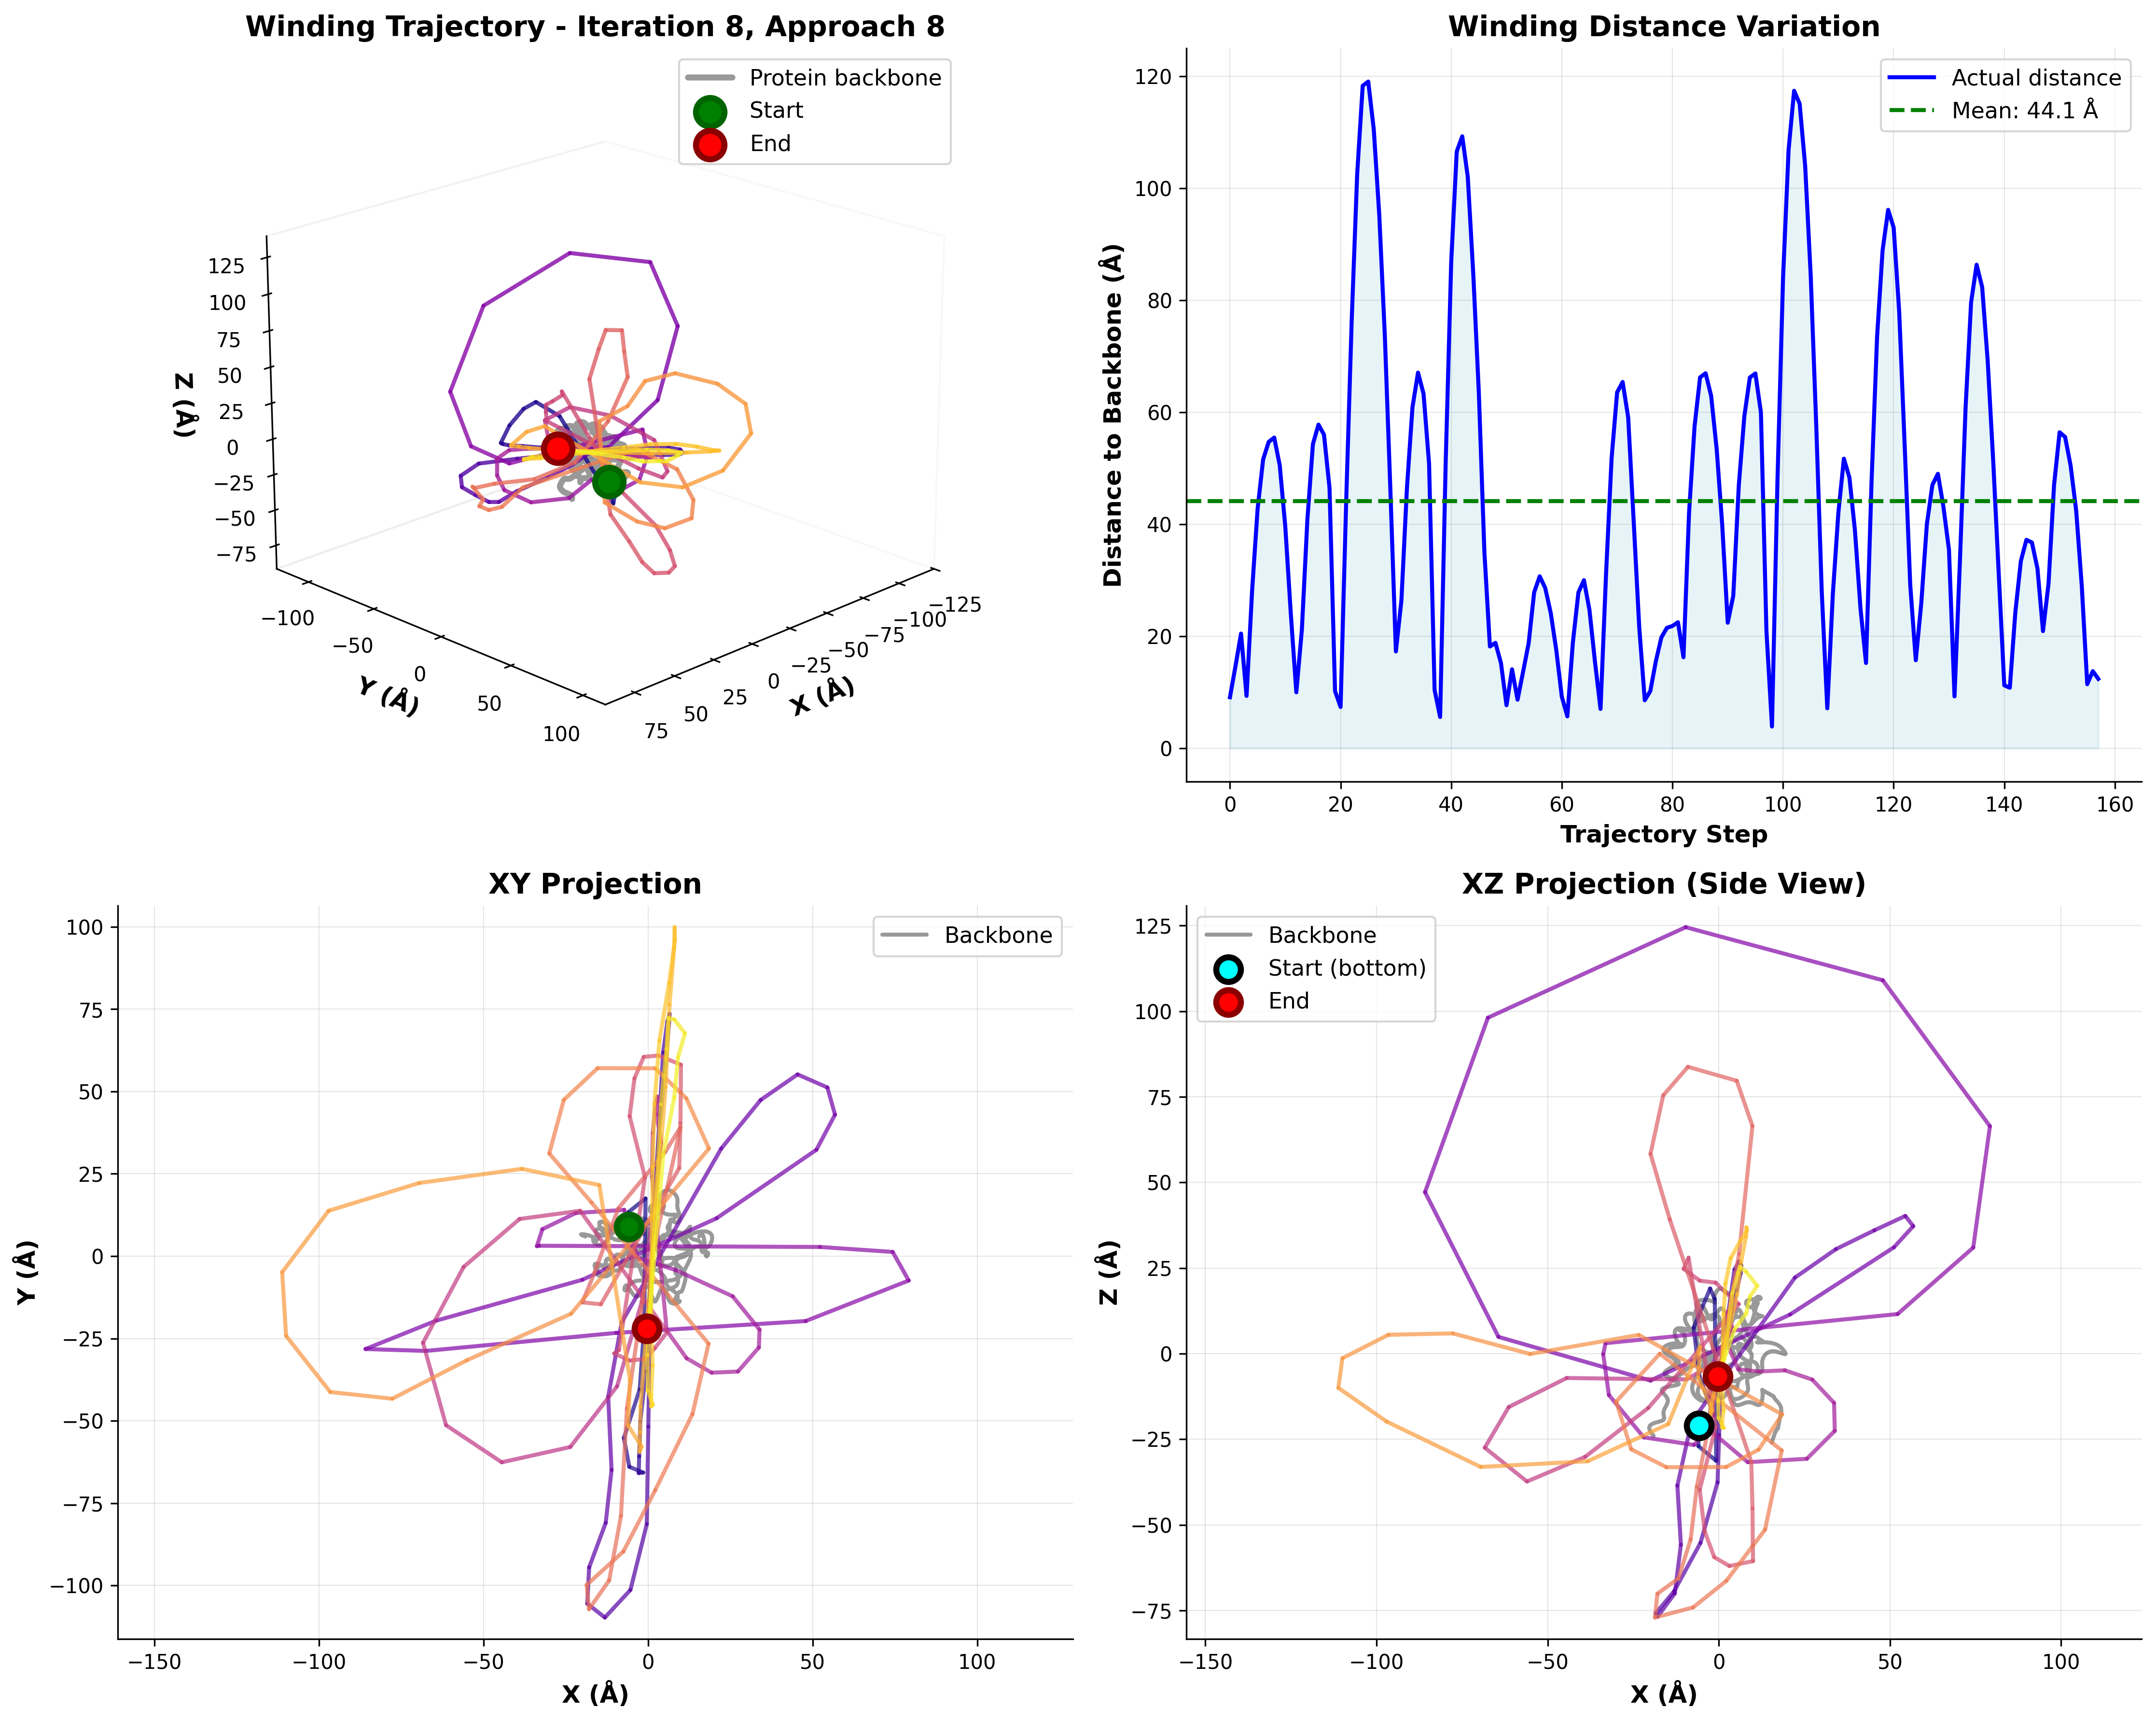 Winding Trajectory - Iteration 8, Approach 8
Protein backbone
Start
End
125
100
75
50
25
0
−25
−50
−75
Z (Å)
−100
−50
0
50
100
Y (Å)
75
50
25
0
−25
−50
−75
−100
−125
X (Å)
Winding Distance Variation
Actual distance
Mean: 44.1 Å
120
100
80
60
40
20
0
Distance to Backbone (Å)
0 20 40 60 80 100 120 140 160
Trajectory Step
XY Projection
Backbone
100
75
50
25
0
−25
−50
−75
−100
Y (Å)
−150 −100 −50 0 50 100
X (Å)
XZ Projection (Side View)
Backbone
Start (bottom)
End
125
100
75
50
25
0
−25
−50
−75
Z (Å)
−150 −100 −50 0 50 100
X (Å)